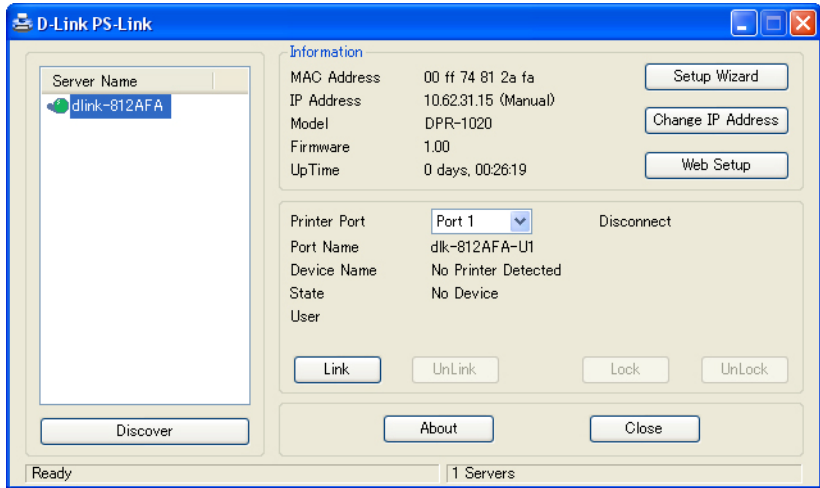 D-Link PS-Link
Server Name
dlink-812AFA
Discover
Information
MAC Address 00 ff 74 81 2a fa
IP Address 10.62.31.15 (Manual)
Model DPR-1020
Firmware 1.00
UpTime 0 days, 00:26:19
Setup Wizard
Change IP Address
Web Setup
Printer Port Port 1 Disconnect
Port Name dlk-812AFA-U1
Device Name No Printer Detected
State No Device
User
Link UnLink Lock UnLock
About Close
Ready 1 Servers